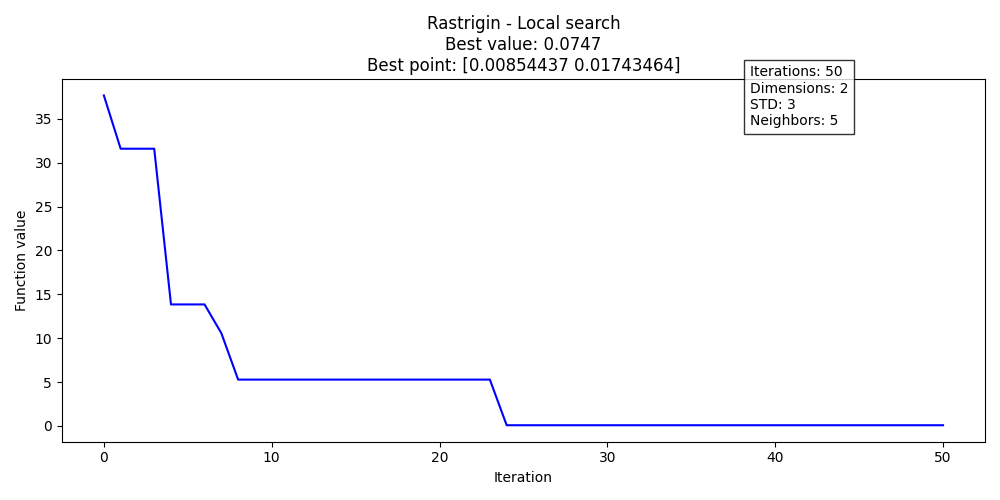 Rastrigin - Local search
Best value: 0.0747
Best point: [0.00854437 0.01743464]
Iterations: 50
Dimensions: 2
STD: 3
Neighbors: 5
Function value
35
30
25
20
15
10
5
0
0 10 20 30 40 50
Iteration